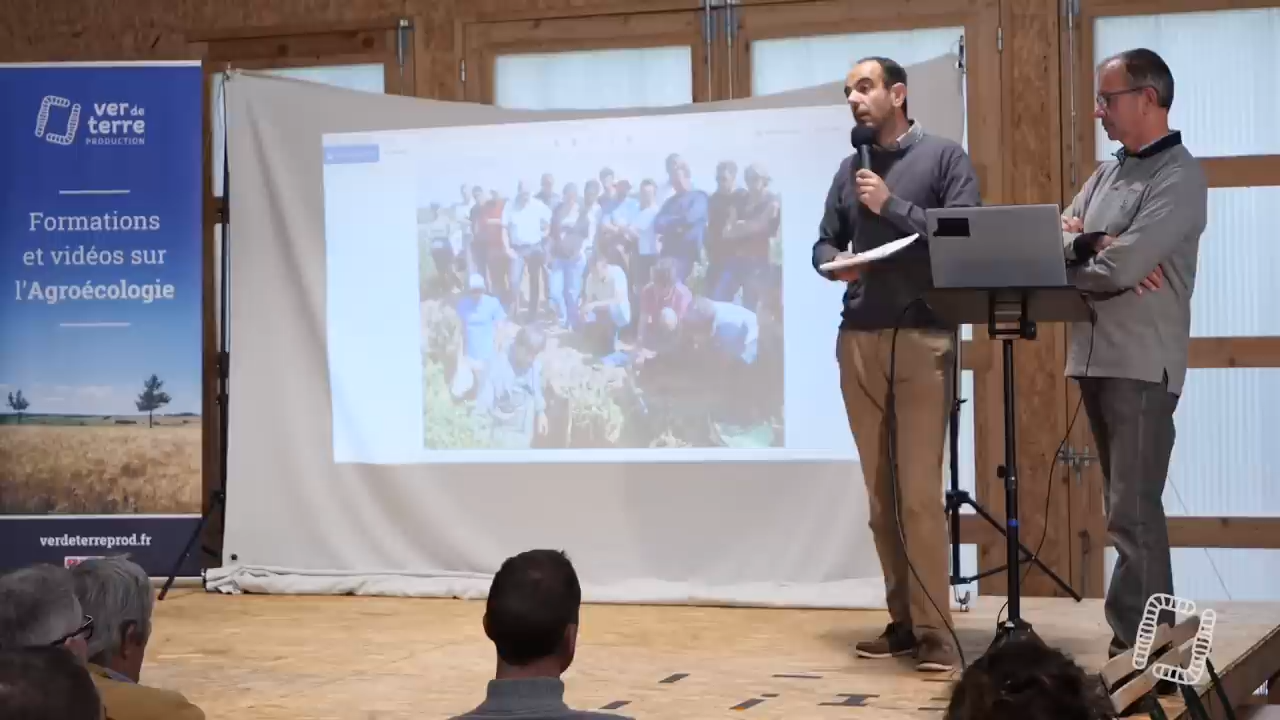 ver de
terre
PRODUCTION
Formations
et vidéos sur
l'Agroécologie
verdeterreprod.fr